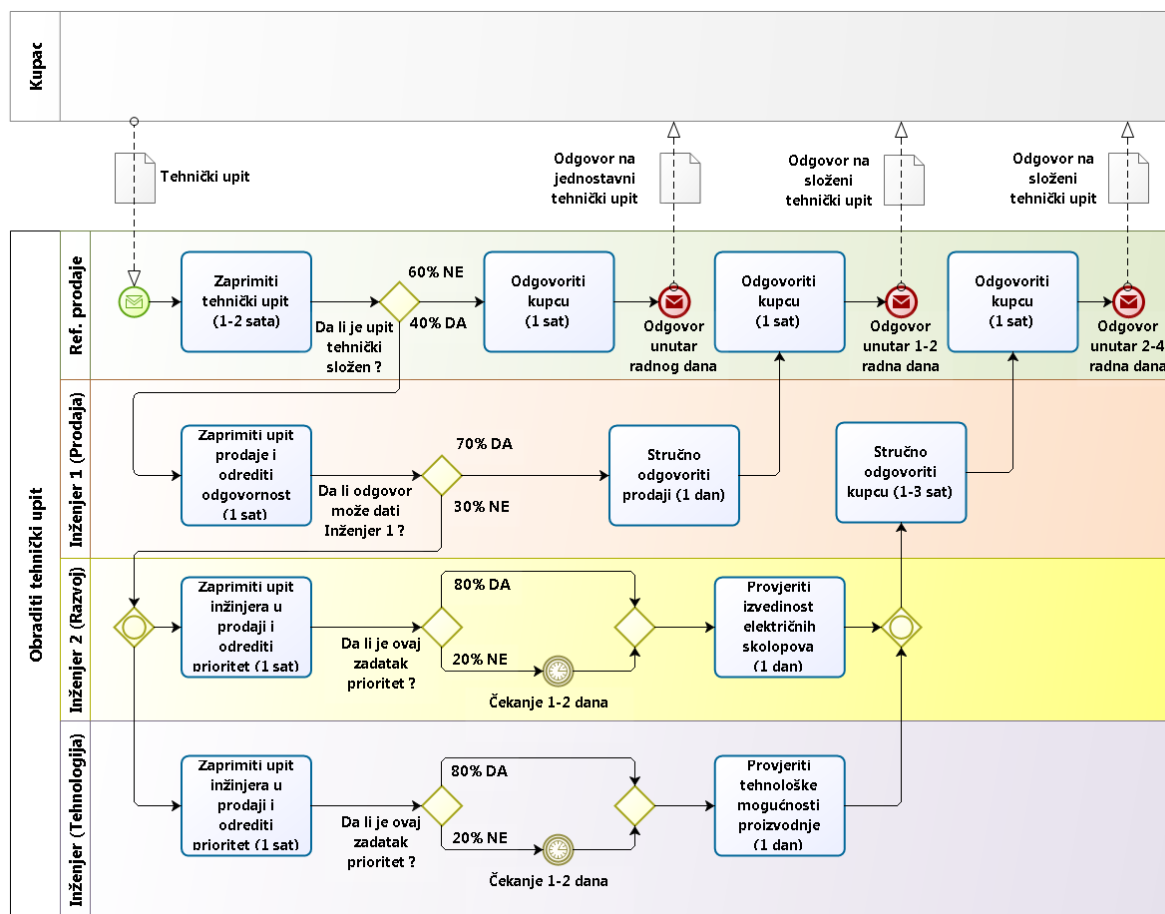 Kupac
Tehnički upit
Odgovor na
jednostavni
tehnički upit
Odgovor na
složeni
tehnički upit
Odgovor na
složeni
tehnički upit
Obraditi tehnički upit
Ref. prodaje
Zaprimiti
tehnički upit
(1-2 sata)
Da li je upit
tehnički
složen ?
60% NE
40% DA
Odgovoriti
kupcu
(1 sat)
Odgovor
unutar
radnog dana
Odgovoriti
kupcu
(1 sat)
Odgovor
unutar 1-2
radna dana
Odgovoriti
kupcu
(1 sat)
Odgovor
unutar 2-4
radna dana
Inženjer 1 (Prodaja)
Zaprimiti upit
prodaje i
odrediti
odgovornost
(1 sat)
Da li odgovor
može dati
Inženjer 1 ?
70% DA
30% NE
Stručno
odgovoriti
prodaji (1 dan)
Stručno
odgovoriti
kupcu (1-3 sat)
Inženjer 2 (Razvoj)
Zaprimiti upit
inžinjera u
prodaji i
odrediti
prioritet (1 sat)
Da li je ovaj
zadatak
prioritet ?
80% DA
20% NE
Čekanje 1-2 dana
Provjeriti
izvedinost
električnih
skolopova
(1 dan)
Inženjer (Tehnologija)
Zaprimiti upit
inžinjera u
prodaji i
odrediti
prioritet (1 sat)
Da li je ovaj
zadatak
prioritet ?
80% DA
20% NE
Čekanje 1-2 dana
Provjeriti
tehnološke
mogućnosti
proizvodnje
(1 dan)